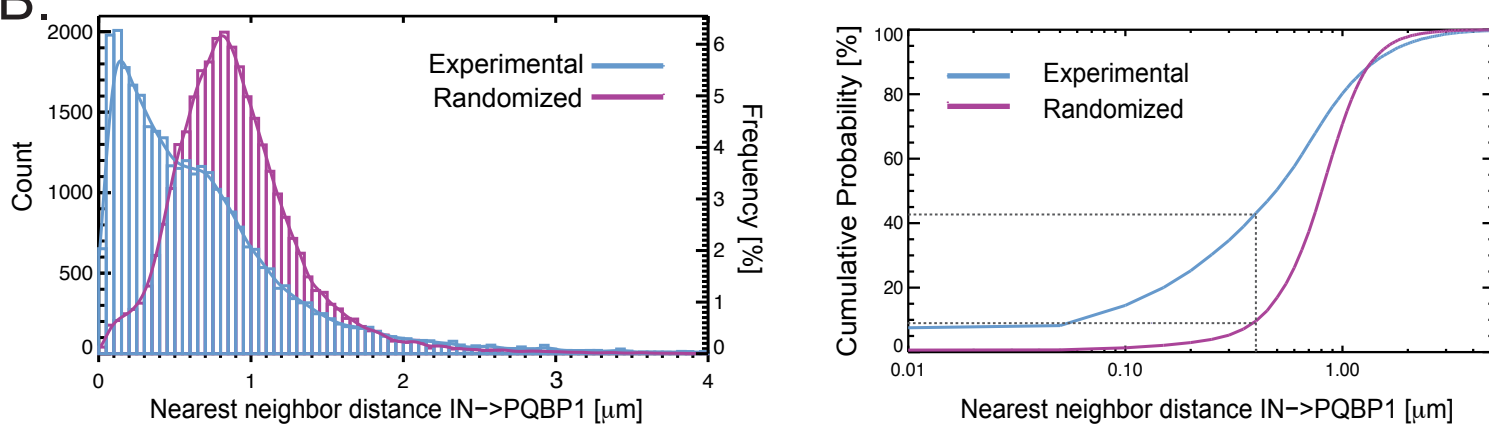 B.
2000
1500
1000
500
0
Count
0
1
2
3
4
Nearest neighbor distance IN->PQBP1 [μm]
6
5
4
3
2
1
0
Frequency [%]
Experimental
Randomized
100
80
60
40
20
0
Cumulative Probability [%]
0.01
0.10
1.00
Nearest neighbor distance IN->PQBP1 [μm]
Experimental
Randomized